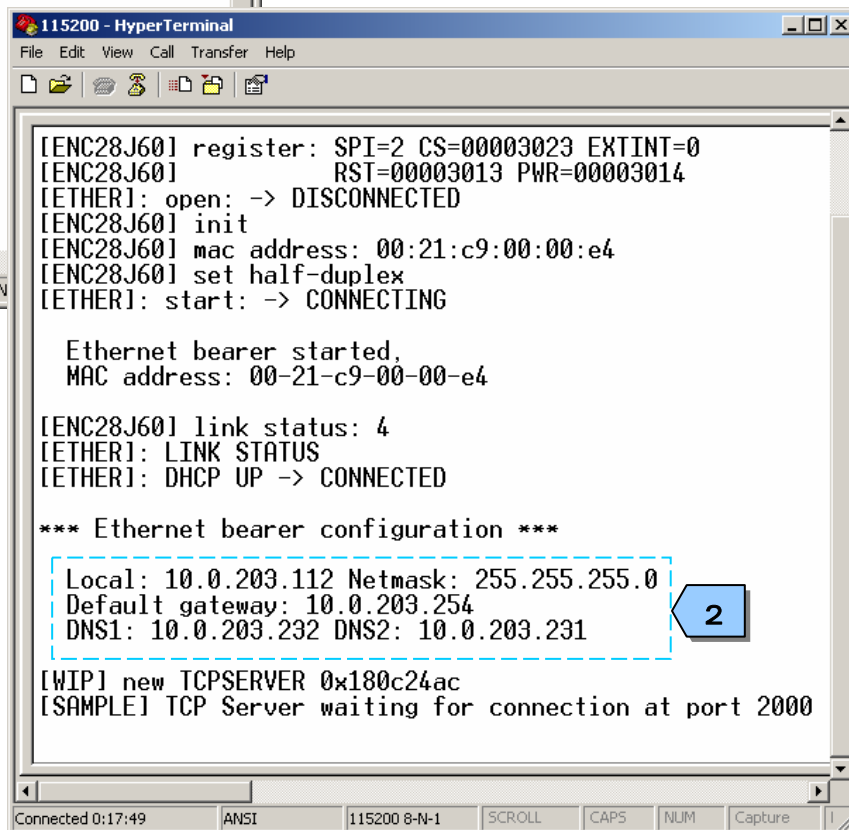 115200 - HyperTerminal
File Edit View Call Transfer Help
[ENC28J60] register: SPI=2 CS=00003023 EXTINT=0
[ENC28J60] RST=00003013 PWR=00003014
[ETHER]: open: -> DISCONNECTED
[ENC28J60] init
[ENC28J60] mac address: 00:21:c9:00:00:e4
[ENC28J60] set half-duplex
[ETHER]: start: -> CONNECTING
Ethernet bearer started,
MAC address: 00-21-c9-00-00-e4
[ENC28J60] link status: 4
[ETHER]: LINK STATUS
[ETHER]: DHCP UP -> CONNECTED
*** Ethernet bearer configuration ***
Local: 10.0.203.112 Netmask: 255.255.255.0
Default gateway: 10.0.203.254
DNS1: 10.0.203.232 DNS2: 10.0.203.231
2
[WIP] new TCPSERVER 0x180c24ac
[SAMPLE] TCP Server waiting for connection at port 2000
Connected 0:17:49 ANSI 115200 8-N-1 SCROLL CAPS NUM Capture